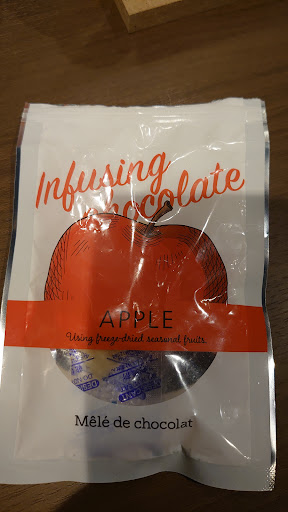 Infusing
chocolate
APPLE
Using freeze-dried seasonal fruits.
Mêlé de chocolat